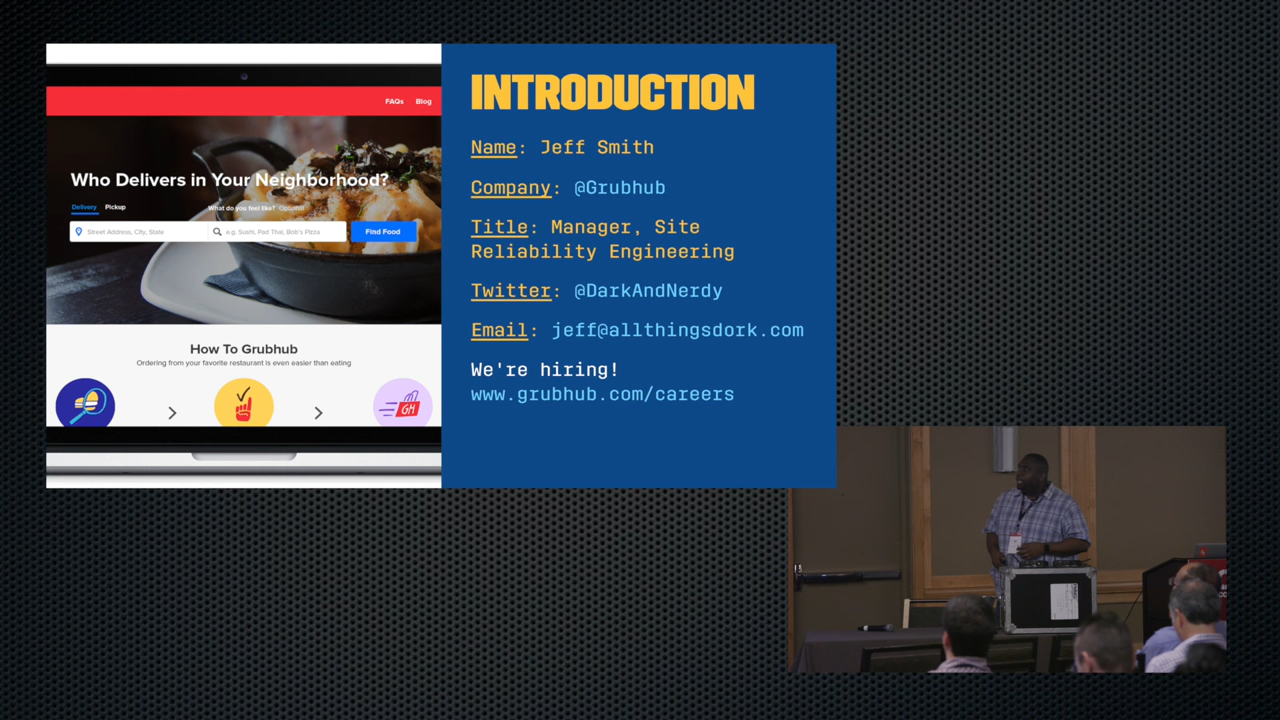 FAQs Blog
Who Delivers in Your Neighborhood?
Delivery Pickup What do you feel like? Optional
Street Address, City, State e.g. Sushi, Pad Thai, Bob's Pizza Find Food
How To Grubhub
Ordering from your favorite restaurant is even easier than eating
GH
INTRODUCTION
Name: Jeff Smith
Company: @Grubhub
Title: Manager, Site
Reliability Engineering
Twitter: @DarkAndNerdy
Email: jeff@allthingsdork.com
We're hiring!
www.grubhub.com/careers